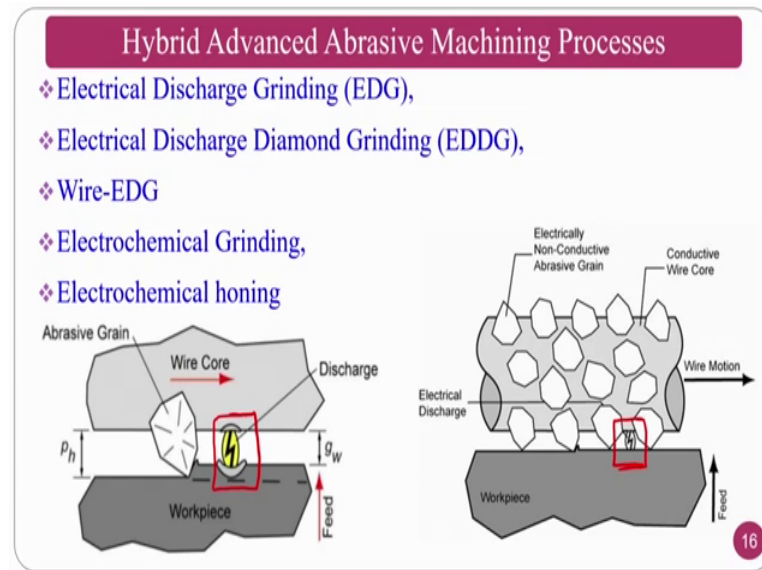 Hybrid Advanced Abrasive Machining Processes
Electrical Discharge Grinding (EDG),
Electrical Discharge Diamond Grinding (EDDG),
Wire-EDG
Electrochemical Grinding,
Electrochemical honing
Abrasive Grain
Wire Core
Discharge
ph
gw
Workpiece
Feed
Electrically
Non-Conductive
Abrasive Grain
Conductive
Wire Core
Wire Motion
Electrical
Discharge
Workpiece
Feed
16